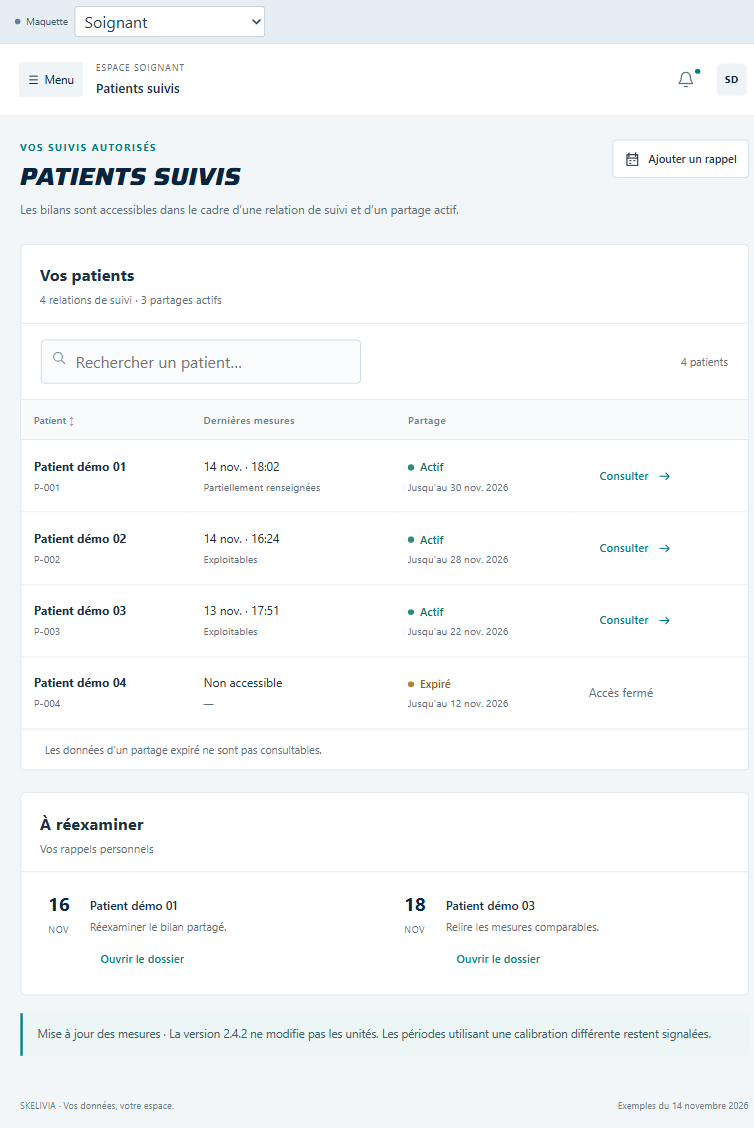 Maquette Soignant
☰ Menu
ESPACE SOIGNANT
Patients suivis
SD
VOS SUIVIS AUTORISÉS
PATIENTS SUIVIS
Ajouter un rappel
Les bilans sont accessibles dans le cadre d'une relation de suivi et d'un partage actif.
Vos patients
4 relations de suivi · 3 partages actifs
Rechercher un patient...
4 patients
Patient ↕ Dernières mesures Partage
Patient démo 01 14 nov. · 18:02 Actif
P-001 Partiellement renseignées Jusqu'au 30 nov. 2026
Consulter →
Patient démo 02 14 nov. · 16:24 Actif
P-002 Exploitables Jusqu'au 28 nov. 2026
Consulter →
Patient démo 03 13 nov. · 17:51 Actif
P-003 Exploitables Jusqu'au 22 nov. 2026
Consulter →
Patient démo 04 Non accessible Expiré
P-004 — Jusqu'au 12 nov. 2026
Accès fermé
Les données d'un partage expiré ne sont pas consultables.
À réexaminer
Vos rappels personnels
16 NOV
Patient démo 01
Réexaminer le bilan partagé.
Ouvrir le dossier
18 NOV
Patient démo 03
Relire les mesures comparables.
Ouvrir le dossier
Mise à jour des mesures · La version 2.4.2 ne modifie pas les unités. Les périodes utilisant une calibration différente restent signalées.
SKELIVIA · Vos données, votre espace.
Exemples du 14 novembre 2026